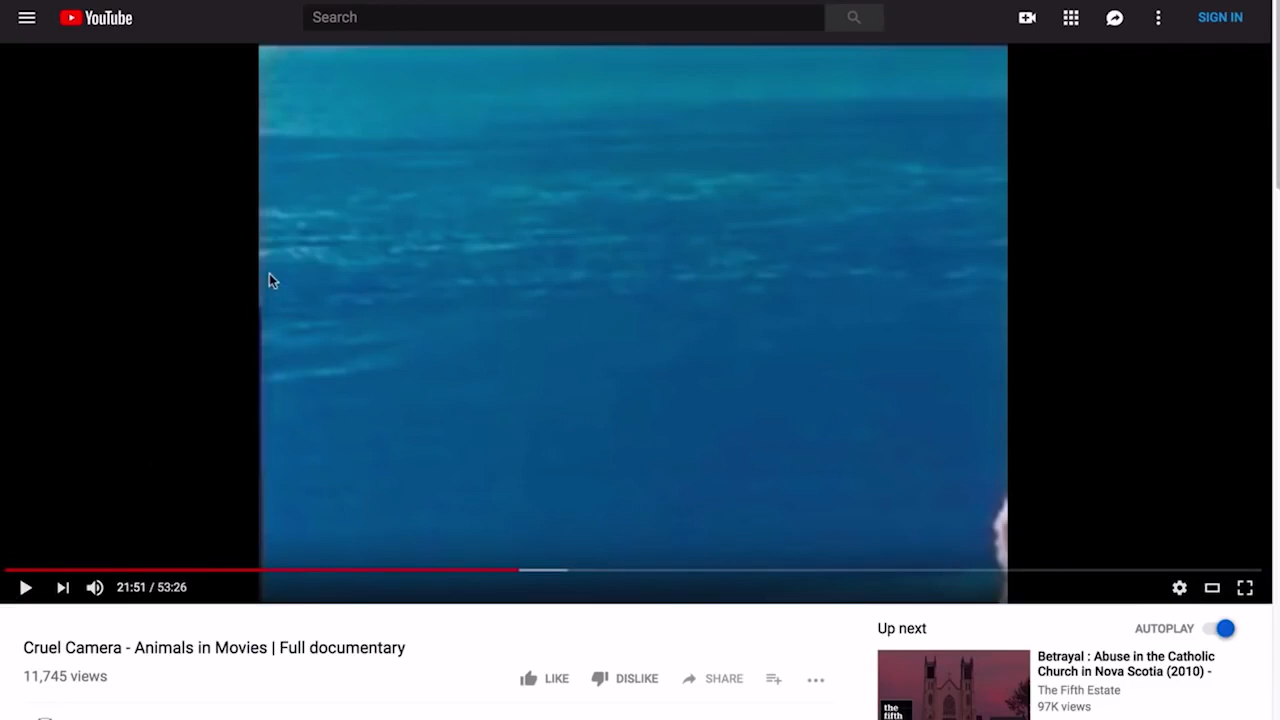 YouTube
Search
SIGN IN
21:51 / 53:26
Cruel Camera - Animals in Movies | Full documentary
11,745 views
LIKE
DISLIKE
SHARE
Up next
AUTOPLAY
Betrayal : Abuse in the Catholic
Church in Nova Scotia (2010) -
The Fifth Estate
97K views
the
fifth